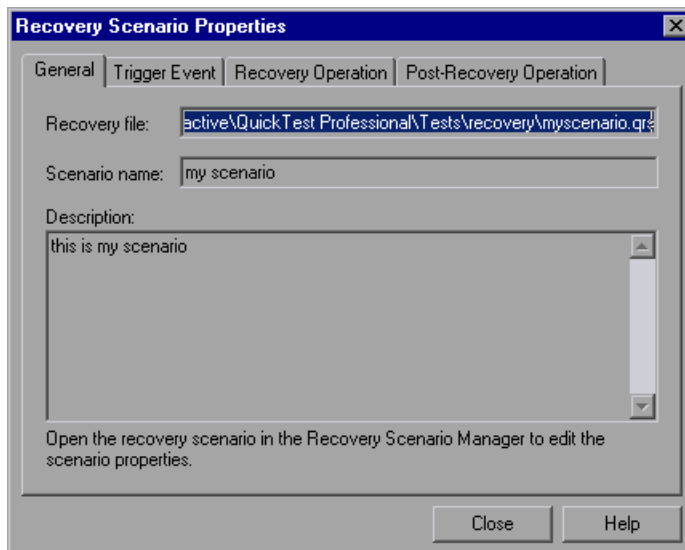 Recovery Scenario Properties
General Trigger Event Recovery Operation Post-Recovery Operation
Recovery file: active\QuickTest Professional\Tests\recovery\myscenario.qrs
Scenario name: my scenario
Description:
this is my scenario
Open the recovery scenario in the Recovery Scenario Manager to edit the
scenario properties.
Close Help